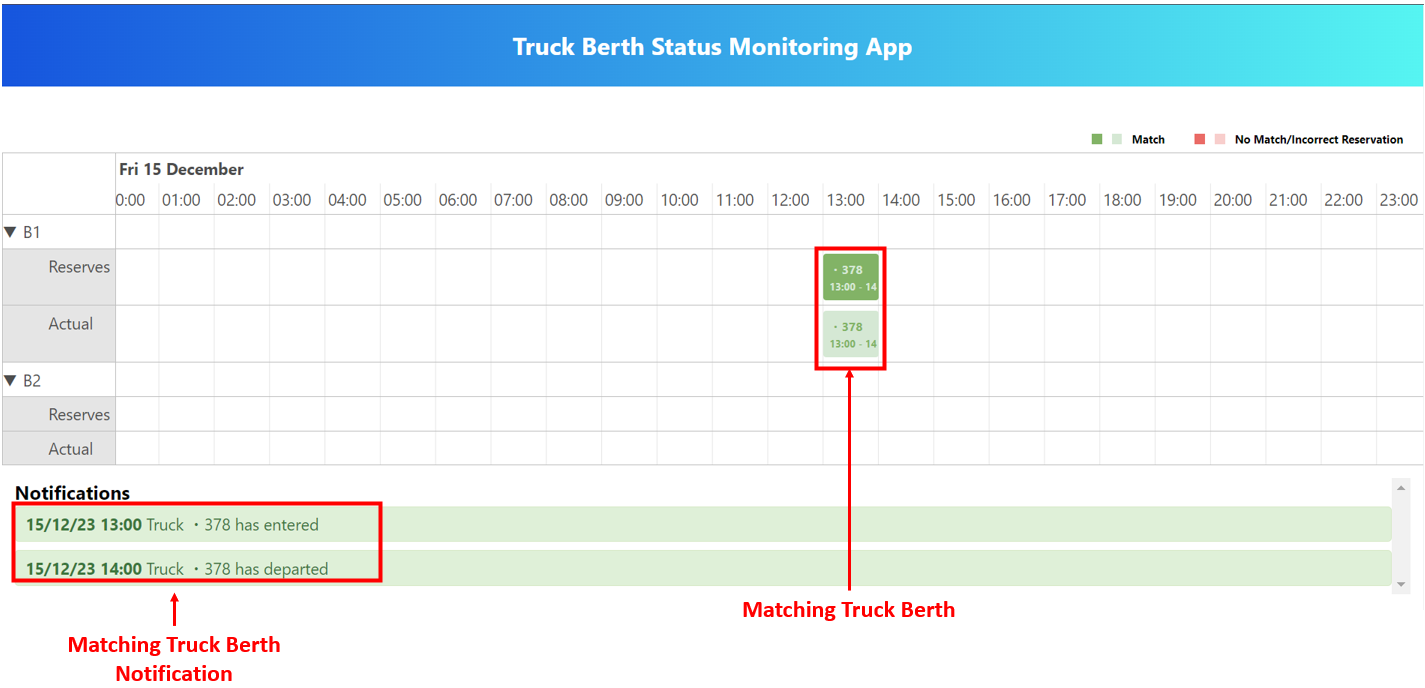 Truck Berth Status Monitoring App
Match No Match/Incorrect Reservation
Fri 15 December
0:00 01:00 02:00 03:00 04:00 05:00 06:00 07:00 08:00 09:00 10:00 11:00 12:00 13:00 14:00 15:00 16:00 17:00 18:00 19:00 20:00 21:00 22:00 23:00
▼ B1
Reserves
・378
13:00 - 14
Actual
・378
13:00 - 14
▼ B2
Reserves
Actual
Notifications
15/12/23 13:00 Truck ・378 has entered
15/12/23 14:00 Truck ・378 has departed
Matching Truck Berth
Matching Truck Berth
Notification